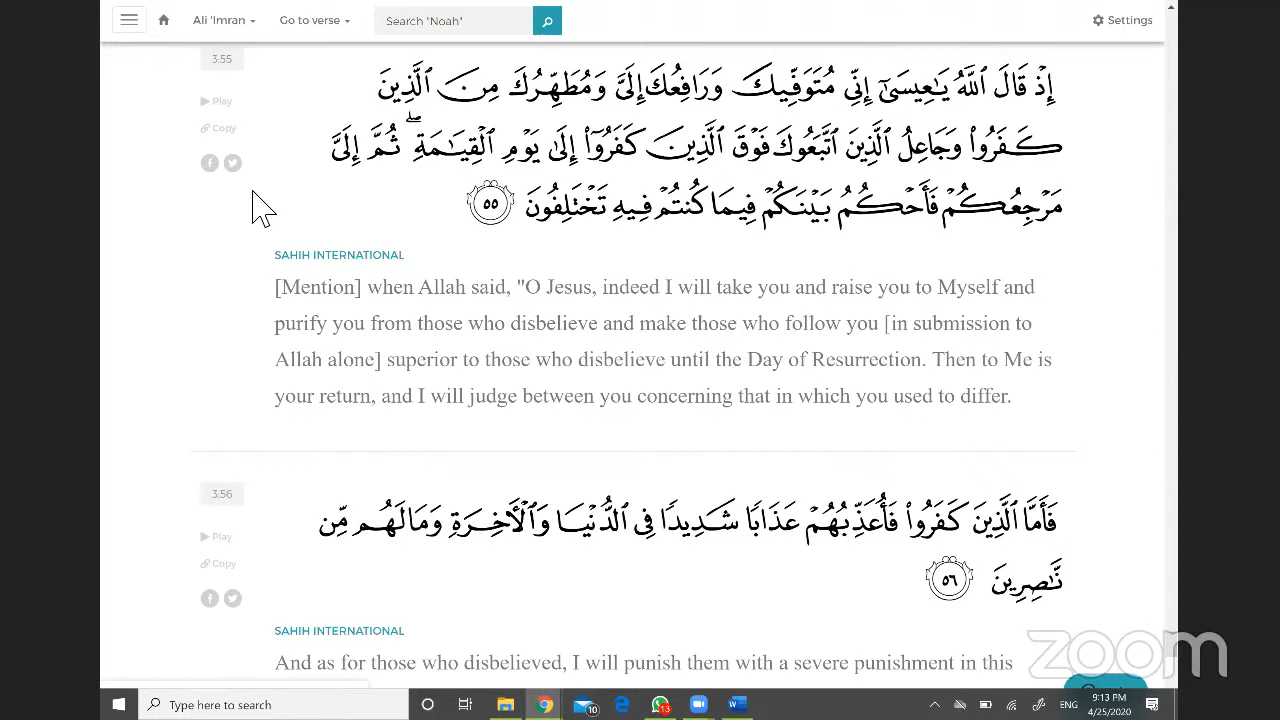 Ali 'Imran
Go to verse
Search "Noah"
Settings
3:55
Play
Copy
إِذْ قَالَ ٱللَّهُ يَـٰعِيسَىٰٓ إِنِّى مُتَوَفِّيكَ وَرَافِعُكَ إِلَىَّ وَمُطَهِّرُكَ مِنَ ٱلَّذِينَ
كَفَرُوا۟ وَجَاعِلُ ٱلَّذِينَ ٱتَّبَعُوكَ فَوْقَ ٱلَّذِينَ كَفَرُوٓا۟ إِلَىٰ يَوْمِ ٱلْقِيَـٰمَةِ ۖ ثُمَّ إِلَىَّ
مَرْجِعُكُمْ فَأَحْكُمُ بَيْنَكُمْ فِيمَا كُنتُمْ فِيهِ تَخْتَلِفُونَ ٥٥
SAHIH INTERNATIONAL
[Mention] when Allah said, "O Jesus, indeed I will take you and raise you to Myself and
purify you from those who disbelieve and make those who follow you [in submission to
Allah alone] superior to those who disbelieve until the Day of Resurrection. Then to Me is
your return, and I will judge between you concerning that in which you used to differ.
3:56
Play
Copy
فَأَمَّا ٱلَّذِينَ كَفَرُوا۟ فَأُعَذِّبُهُمْ عَذَابًا شَدِيدًا فِى ٱلدُّنْيَا وَٱلْـَٔاخِرَةِ وَمَا لَهُم مِّن
نَّـٰصِرِينَ ٥٦
SAHIH INTERNATIONAL
And as for those who disbelieved, I will punish them with a severe punishment in this
zoom
Type here to search
10
13
ENG
9:13 PM
4/25/2020